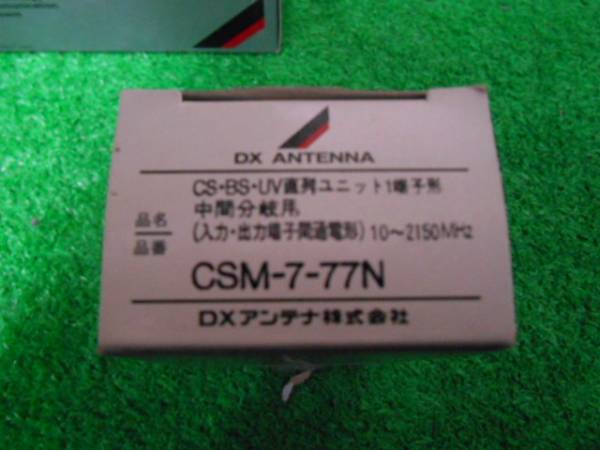 DX ANTENNA
CS・BS・UV直列ユニット1端子形
中間分岐用
品名
(入力・出力端子間通電形) 10～2150MHz
品番
CSM-7-77N
DXアンテナ株式会社